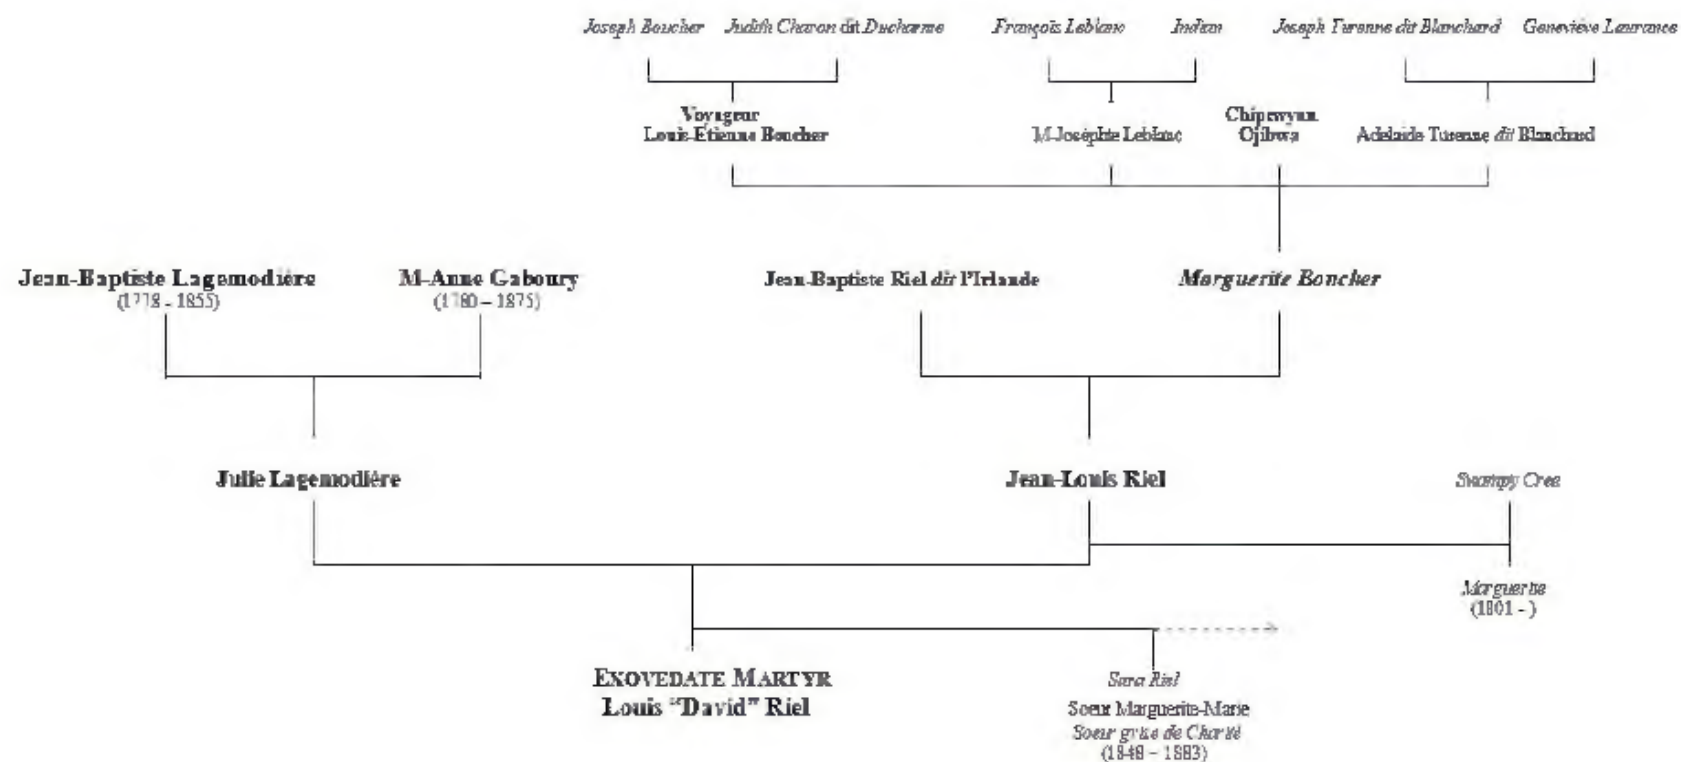 Joseph Boucher Judith Charon dit Ducharme François Leblanc Indian Joseph Turenne dit Blanchard Geneviève Laurance
Voyageur
Louis-Étienne Boucher
M-Josephte Leblanc
Chipewyan
Ojibwa
Adelaide Turenne dit Blanchard
Jean-Baptiste Lagemodière
(1778 - 1855)
M-Anne Gaboury
(1780 – 1875)
Jean-Baptiste Riel dit l'Irlande
Marguerite Boucher
Julie Lagemodière
Jean-Louis Riel
Swampy Cree
Marguerite
(1801 - )
EXOVEDATE MARTYR
Louis “David” Riel
Sara Riel
Soeur Marguerite-Marie
Soeur grise de Charité
(1848 – 1883)